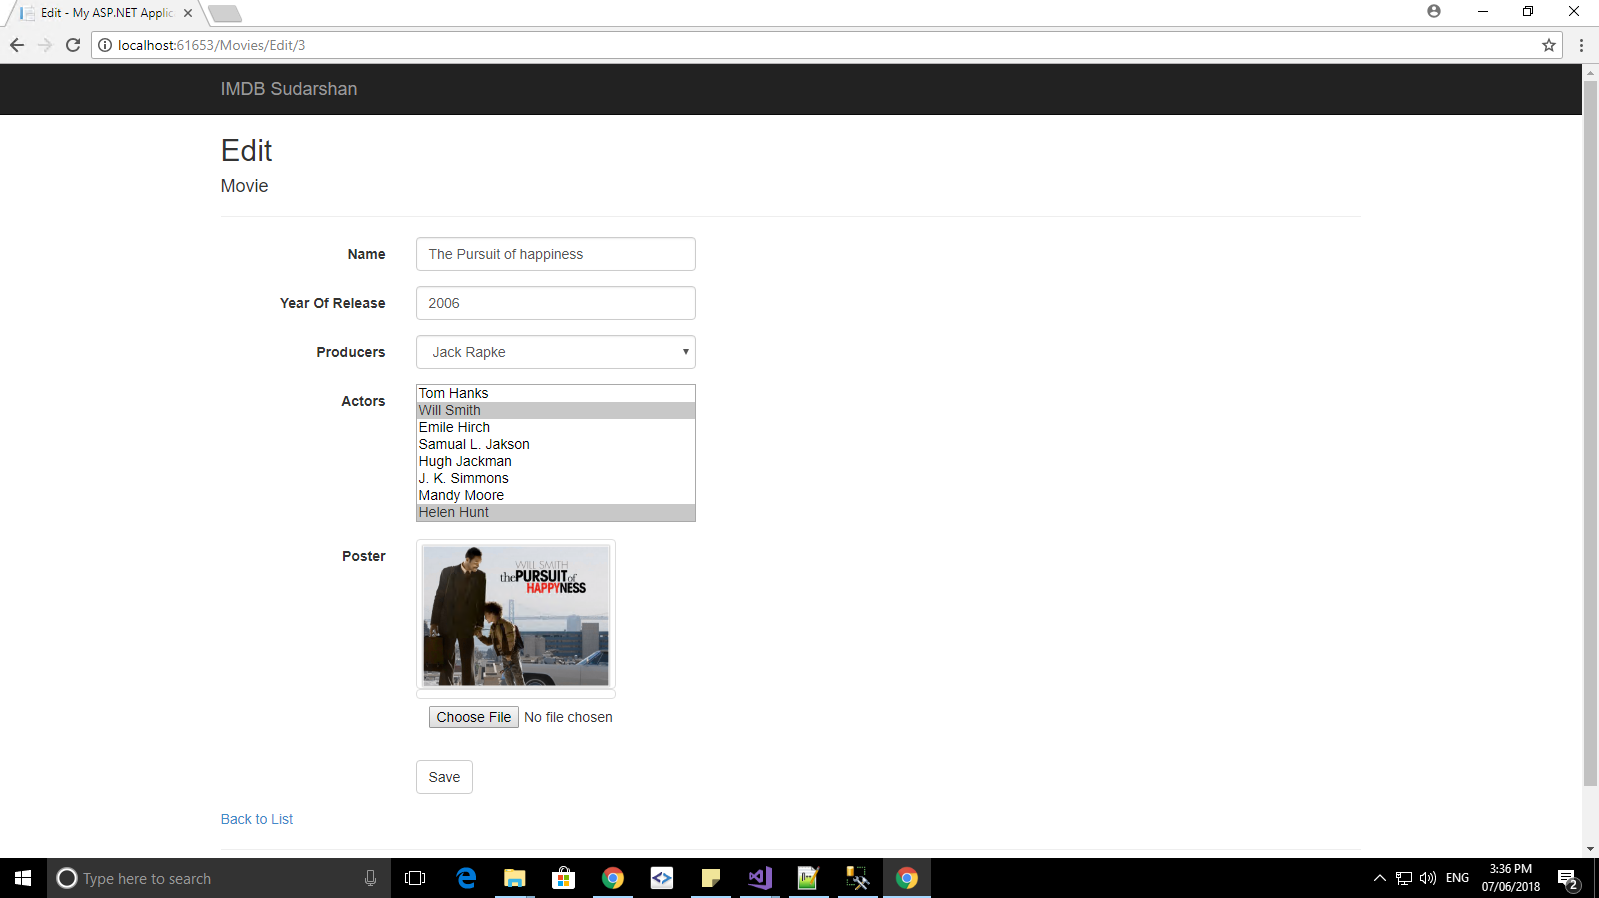 Edit - My ASP.NET Applic
localhost:61653/Movies/Edit/3
IMDB Sudarshan
Edit
Movie
Name The Pursuit of happiness
Year Of Release 2006
Producers Jack Rapke
Actors
Tom Hanks
Will Smith
Emile Hirch
Samual L. Jakson
Hugh Jackman
J. K. Simmons
Mandy Moore
Helen Hunt
Poster
WILL SMITH
the PURSUIT of
HAPPYNESS
Choose File No file chosen
Save
Back to List
Type here to search
ENG
3:36 PM
07/06/2018
2